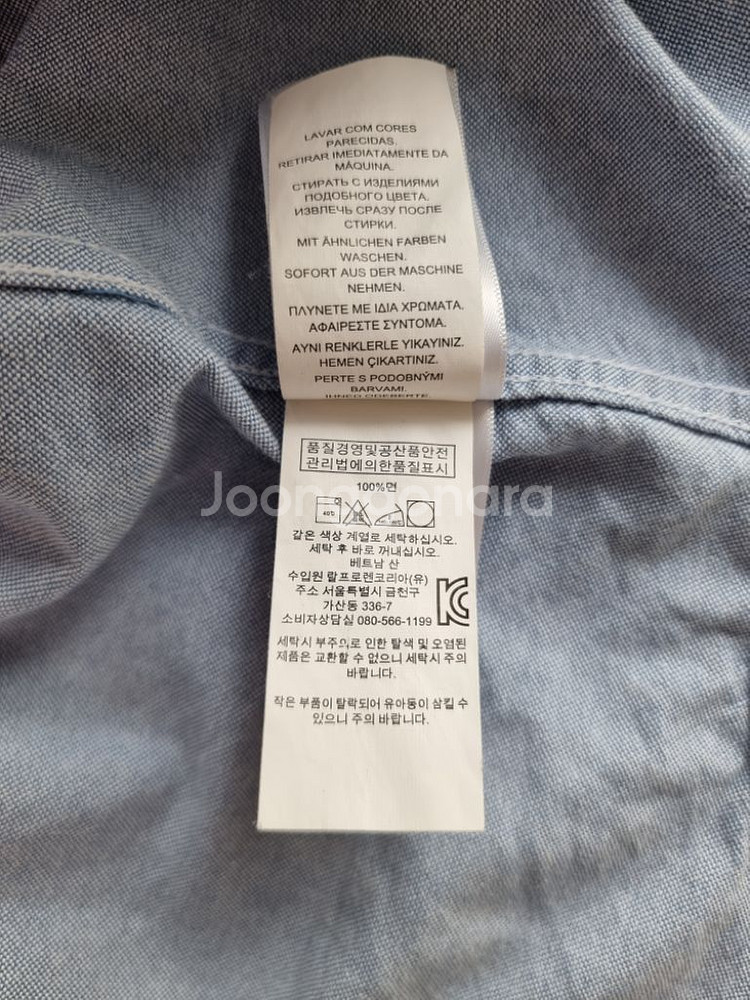 LAVAR COM CORES
PARECIDAS.
RETIRAR IMEDIATAMENTE DA
MÁQUINA.
СТИРАТЬ С ИЗДЕЛИЯМИ
ПОДОБНОГО ЦВЕТА.
ИЗВЛЕЧЬ СРАЗУ ПОСЛЕ
СТИРКИ.
MIT ÄHNLICHEN FARBEN
WASCHEN.
SOFORT AUS DER MASCHINE
NEHMEN.
ΠΛΥΝΕΤΕ ΜΕ ΙΔΙΑ ΧΡΩΜΑΤΑ.
ΑΦΑΙΡΕΣΤΕ ΣΥΝΤΟΜΑ.
AYNI RENKLERLE YIKAYINIZ.
HEMEN ÇIKARTINIZ.
PERTE S PODOBNÝMI
BARVAMI.
IHNED ODEBERTE.
품질경영및공산품안전
관리법에의한품질표시
100%면
40℃
같은 색상 계열로 세탁하십시오.
세탁 후 바로 꺼내십시오.
베트남 산
수입원 랄프로렌코리아(유)
주소 서울특별시 금천구
가산동 336-7
소비자상담실 080-566-1199
세탁시 부주의로 인한 탈색 및 오염된
제품은 교환할 수 없으니 세탁시 주의
바랍니다.
작은 부품이 탈락되어 유아동이 삼킬 수
있으니 주의 바랍니다.
Joonggonara